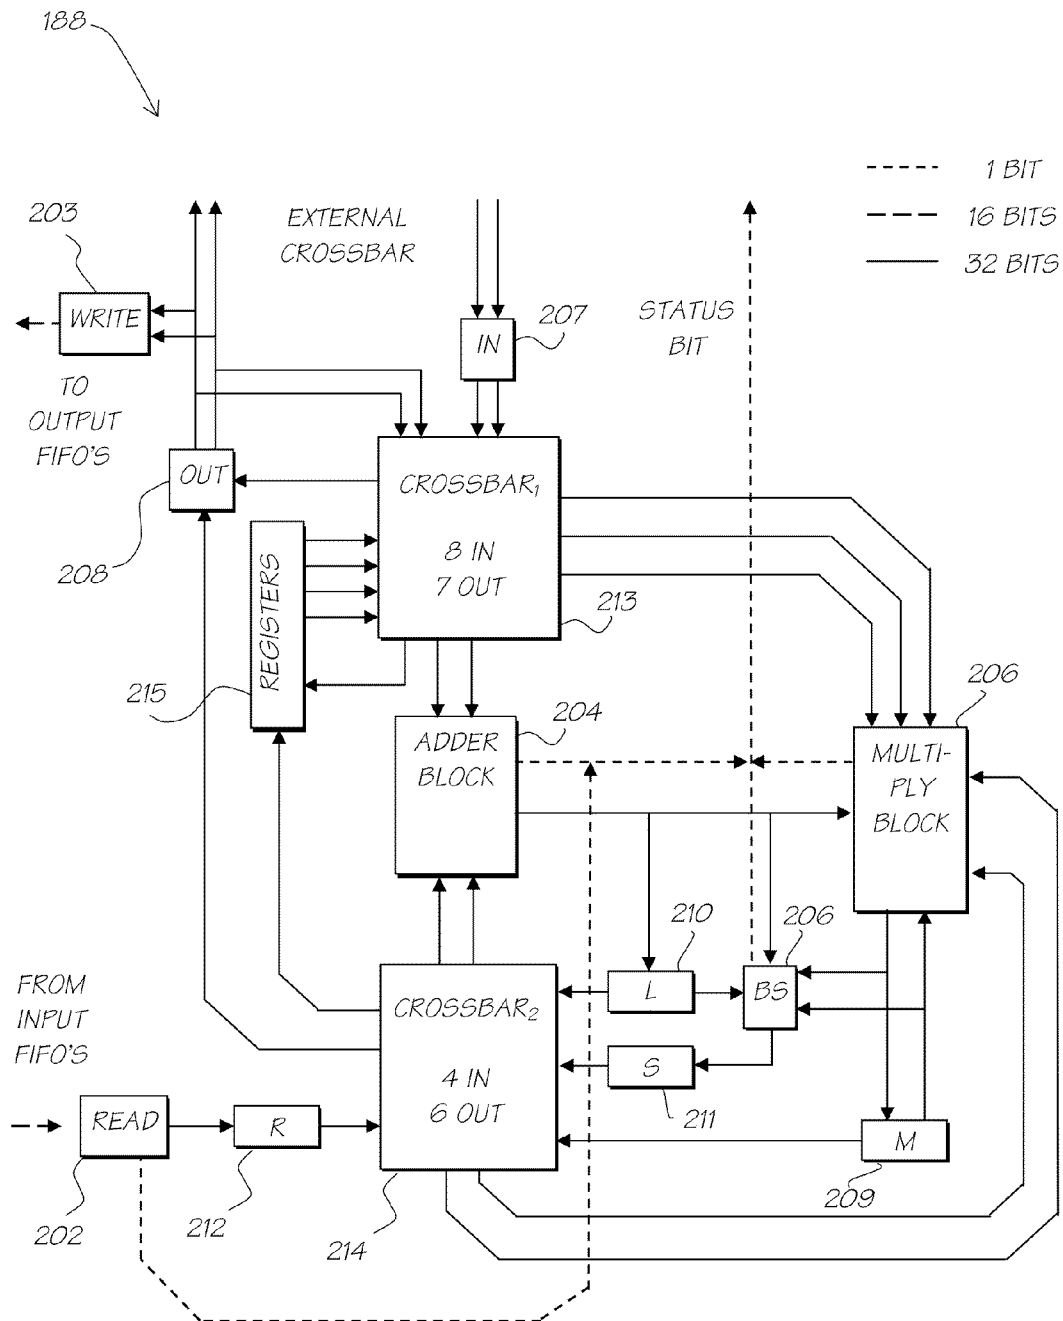 188
1 BIT
16 BITS
32 BITS
203
EXTERNAL
CROSSBAR
WRITE
207
IN
STATUS
BIT
TO
OUTPUT
FIFO'S
OUT
CROSSBAR1
8 IN
7 OUT
208
REGISTERS
213
215
204
206
ADDER
BLOCK
MULTI-
PLY
BLOCK
210
206
FROM
INPUT
FIFO'S
CROSSBAR2
L
BS
4 IN
6 OUT
S
READ
R
211
M
209
202
212
214